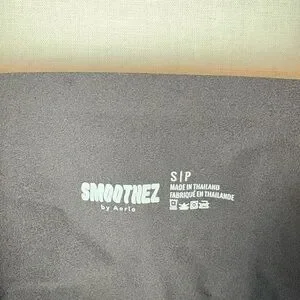 SMOOTHEZ
by Aerie
S|P
MADE IN THAILAND
FABRIQUÉ EN THAÏLANDE